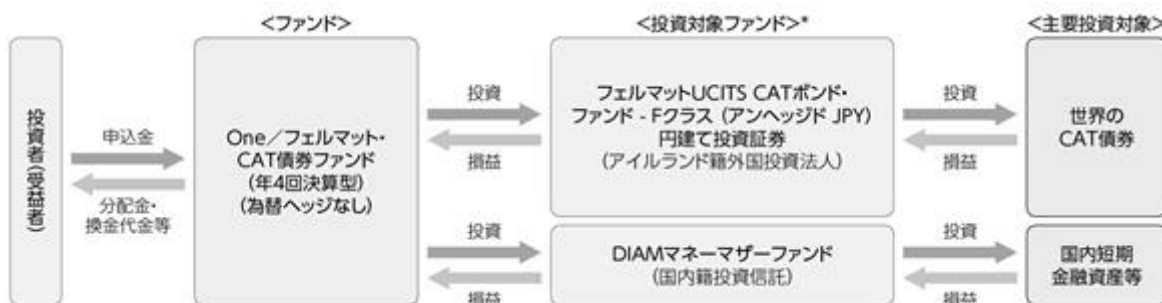 <ファンド>
<投資対象ファンド>*
<主要投資対象>
投資者(受益者)
申込金
分配金・
換金代金等
One/フェルマット・
CAT債券ファンド
(年4回決算型)
(為替ヘッジなし)
投資
損益
フェルマットUCITS CATボンド・
ファンド - Fクラス (アンヘッジド JPY)
円建て投資証券
(アイルランド籍外国投資法人)
投資
損益
世界の
CAT債券
投資
損益
DIAMマネーマザーファンド
(国内籍投資信託)
投資
損益
国内短期
金融資産等